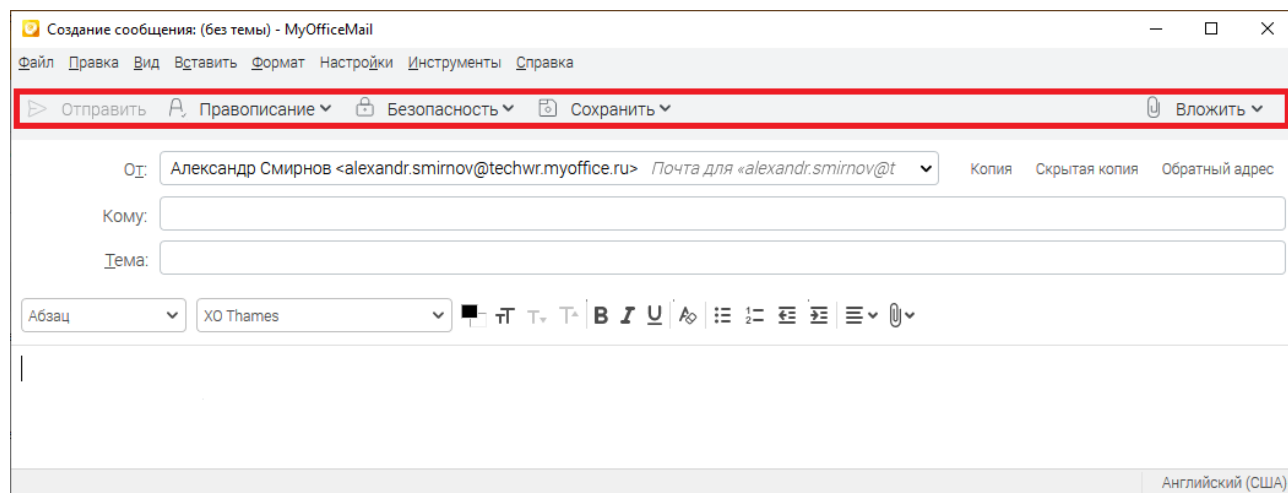 Создание сообщения: (без темы) - MyOfficeMail
Файл Правка Вид Вставить Формат Настройки Инструменты Справка
Отправить Правописание Безопасность Сохранить Вложить
От: Александр Смирнов <alexandr.smirnov@techwr.myoffice.ru> Почта для «alexandr.smirnov@t Копия Скрытая копия Обратный адрес
Кому:
Тема:
Абзац XO Thames
Английский (США)